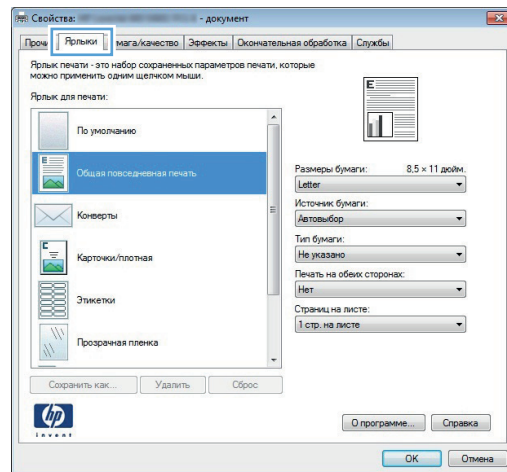 Свойства: - документ
Ярлыки мага/качество Эффекты Окончательная обработка Службы
Ярлык печати - это набор сохраненных параметров печати, которые
можно применить одним щелчком мыши.
Ярлык для печати:
По умолчанию
Общая повседневная печать
Конверты
Карточки/плотная
Этикетки
Прозрачная пленка
E
Размеры бумаги: 8,5 × 11 дюйм.
Letter
Источник бумаги:
Автовыбор
Тип бумаги:
Не указано
Печать на обеих сторонах:
Нет
Страниц на листе:
1 стр. на листе
Сохранить как... Удалить Сброс
hp
invent
О программе... Справка
OK Отмена